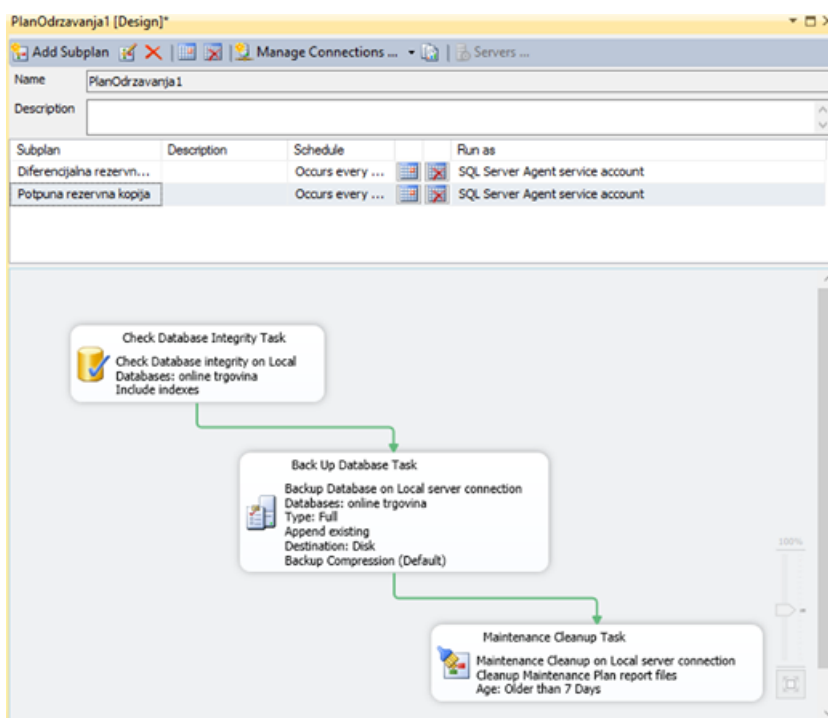 PlanOdrzavanja1 [Design]*
Add Subplan Manage Connections ... Servers ...
Name PlanOdrzavanja1
Description
Subplan Description Schedule Run as
Diferencijalna rezervn... Occurs every ... SQL Server Agent service account
Potpuna rezervna kopija Occurs every ... SQL Server Agent service account
Check Database Integrity Task
Check Database integrity on Local
Databases: online trgovina
Include indexes
Back Up Database Task
Backup Database on Local server connection
Databases: online trgovina
Type: Full
Append existing
Destination: Disk
Backup Compression (Default)
100%
Maintenance Cleanup Task
Maintenance Cleanup on Local server connection
Cleanup Maintenance Plan report files
Age: Older than 7 Days